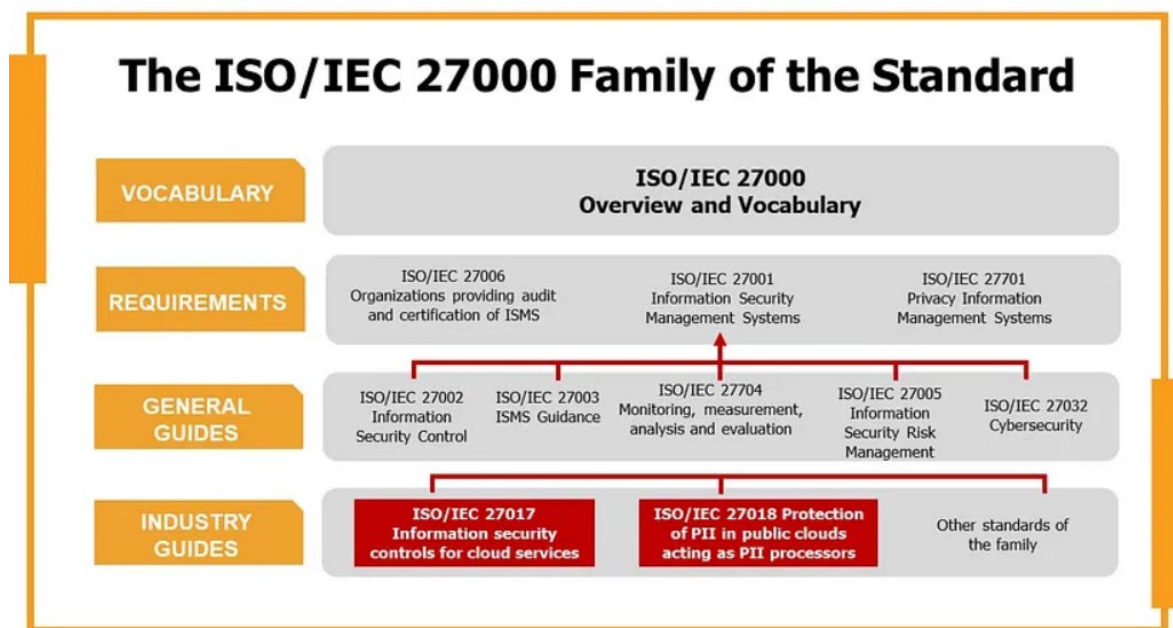 The ISO/IEC 27000 Family of the Standard
VOCABULARY
ISO/IEC 27000
Overview and Vocabulary
REQUIREMENTS
ISO/IEC 27006
Organizations providing audit
and certification of ISMS
ISO/IEC 27001
Information Security
Management Systems
ISO/IEC 27701
Privacy Information
Management Systems
GENERAL
GUIDES
ISO/IEC 27002
Information
Security Control
ISO/IEC 27003
ISMS Guidance
ISO/IEC 27704
Monitoring, measurement,
analysis and evaluation
ISO/IEC 27005
Information
Security Risk
Management
ISO/IEC 27032
Cybersecurity
INDUSTRY
GUIDES
ISO/IEC 27017
Information security
controls for cloud services
ISO/IEC 27018 Protection
of PII in public clouds
acting as PII processors
Other standards of
the family